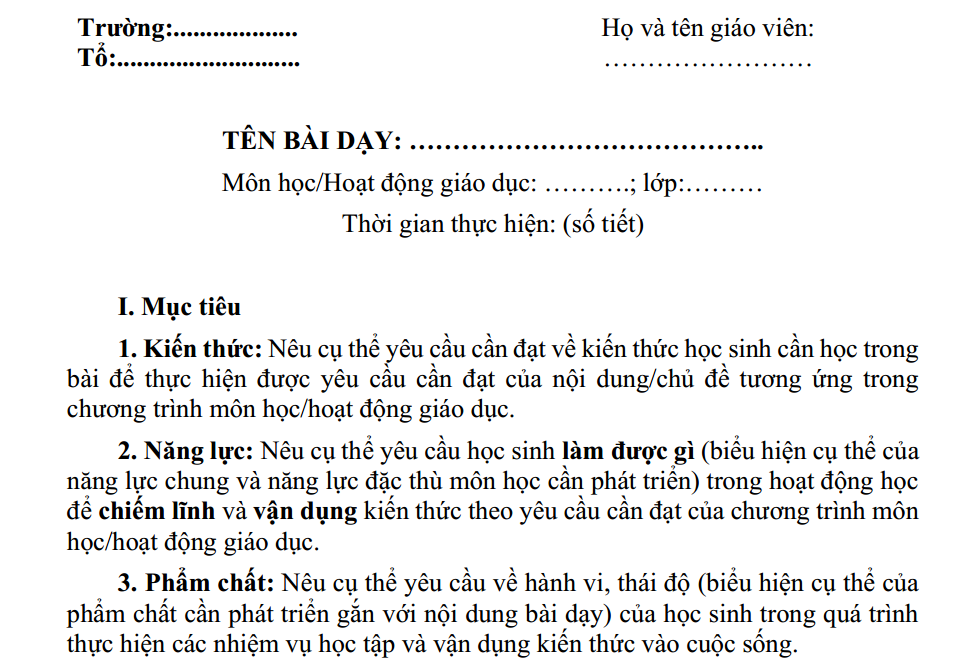 Trường:...................
Họ và tên giáo viên:
Tổ:............................
……………………
TÊN BÀI DẠY: …………………………………..
Môn học/Hoạt động giáo dục: ……….; lớp:………
Thời gian thực hiện: (số tiết)
I. Mục tiêu
1. Kiến thức: Nêu cụ thể yêu cầu cần đạt về kiến thức học sinh cần học trong
bài để thực hiện được yêu cầu cần đạt của nội dung/chủ đề tương ứng trong
chương trình môn học/hoạt động giáo dục.
2. Năng lực: Nêu cụ thể yêu cầu học sinh làm được gì (biểu hiện cụ thể của
năng lực chung và năng lực đặc thù môn học cần phát triển) trong hoạt động học
để chiếm lĩnh và vận dụng kiến thức theo yêu cầu cần đạt của chương trình môn
học/hoạt động giáo dục.
3. Phẩm chất: Nêu cụ thể yêu cầu về hành vi, thái độ (biểu hiện cụ thể của
phẩm chất cần phát triển gắn với nội dung bài dạy) của học sinh trong quá trình
thực hiện các nhiệm vụ học tập và vận dụng kiến thức vào cuộc sống.